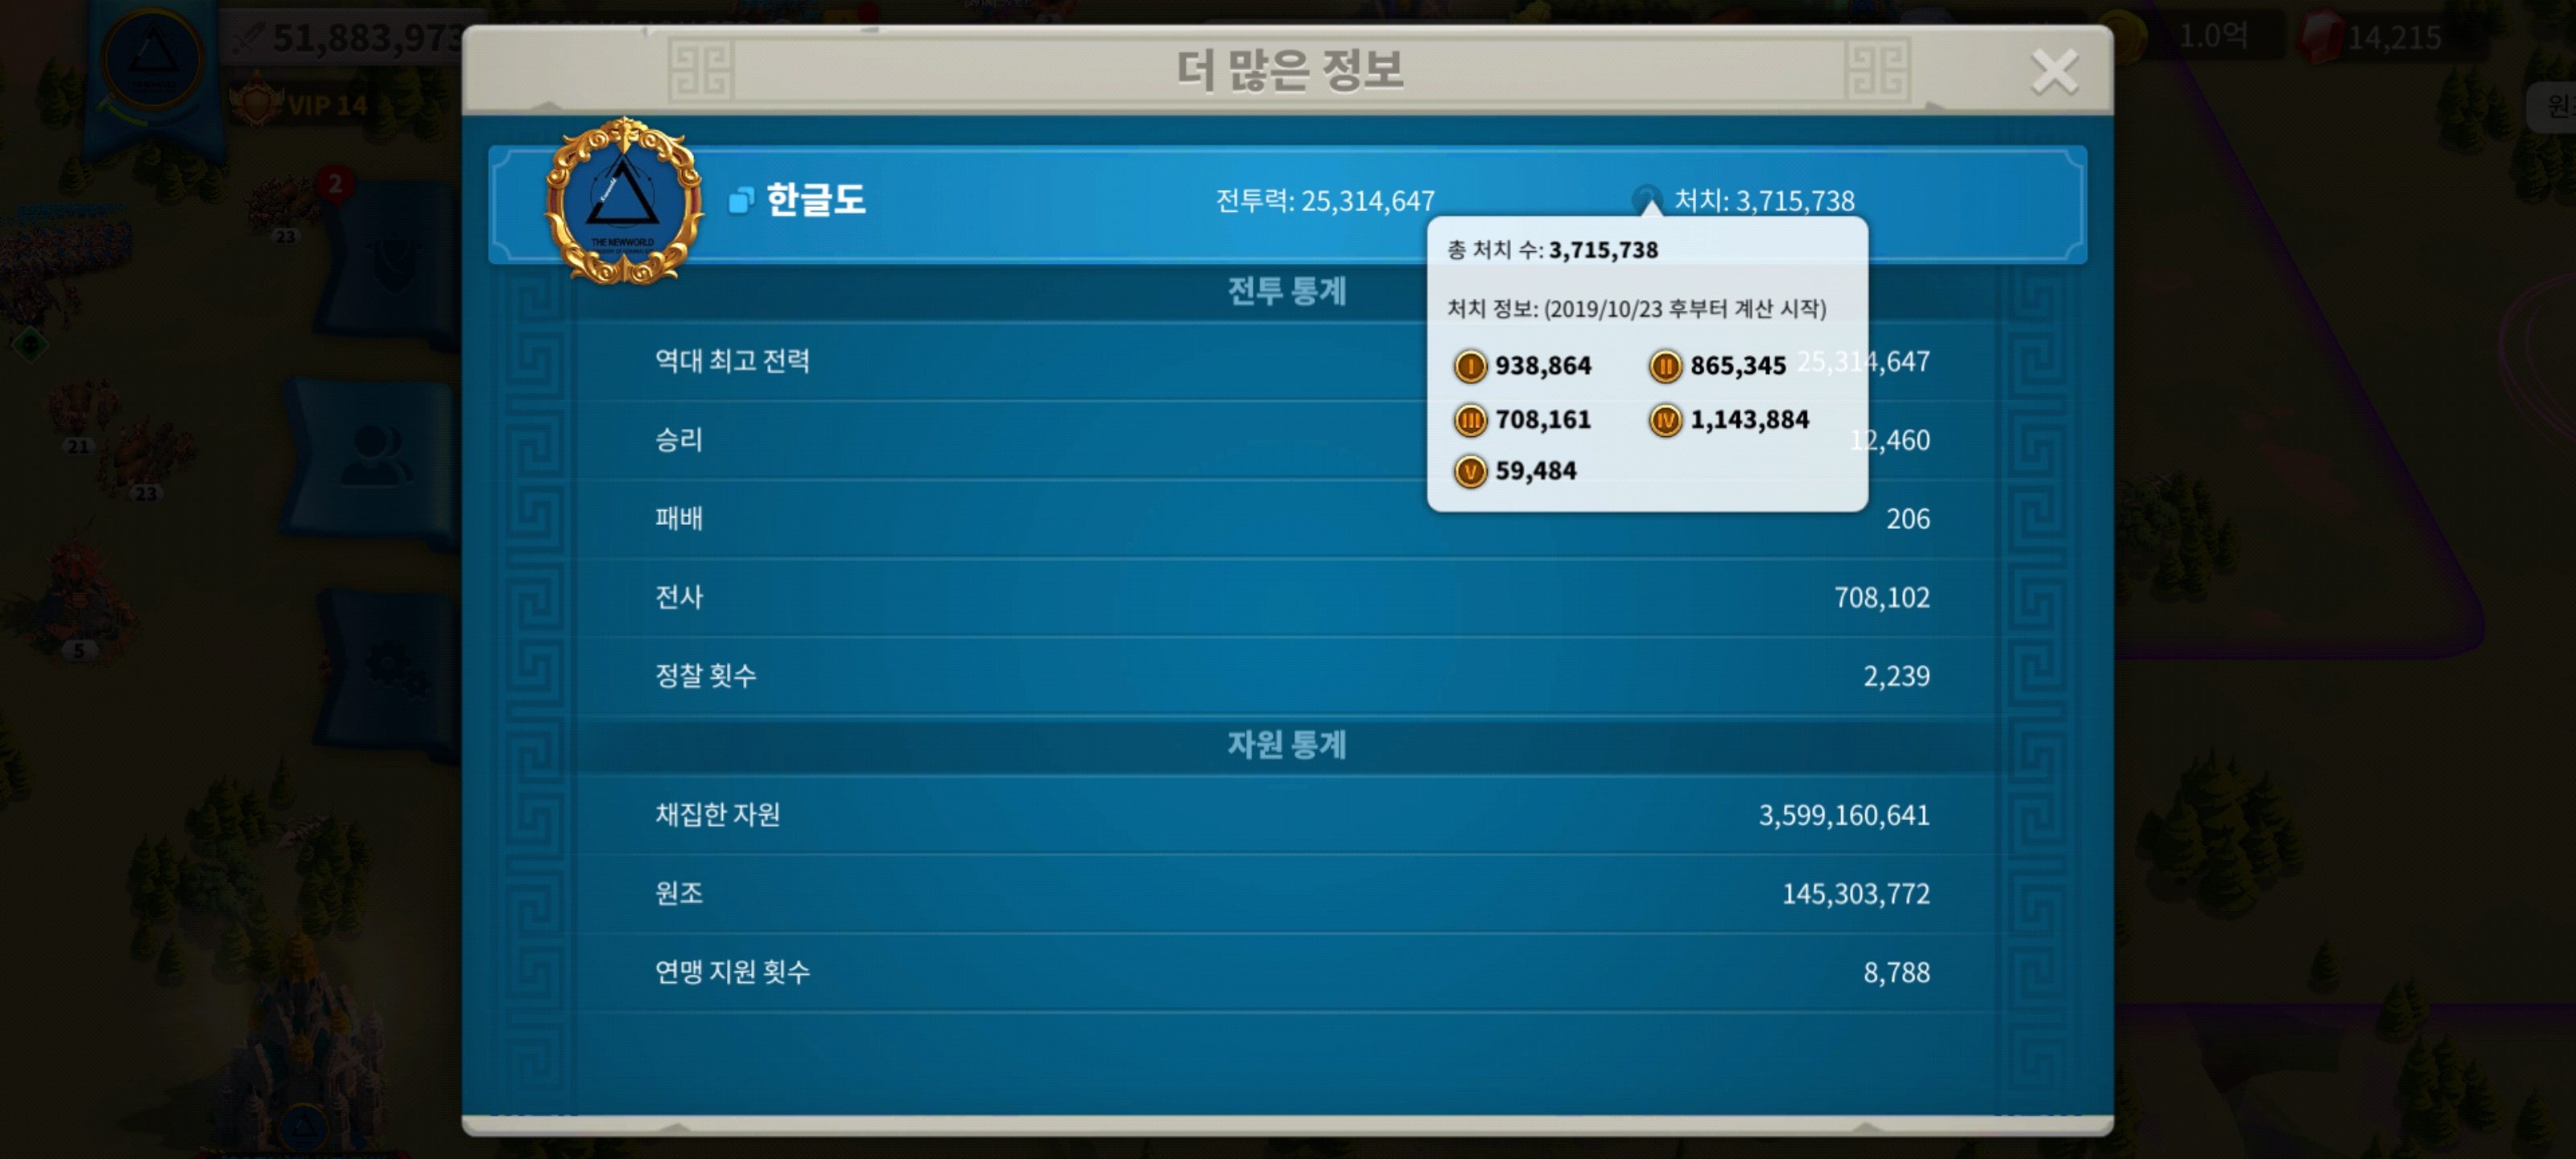 51,883,973
1.0억
14,215
VIP 14
더 많은 정보
원
2
한글도
전투력: 25,314,647
처치: 3,715,738
THE NEWWORLD
총 처치 수: 3,715,738
처치 정보: (2019/10/23 후부터 계산 시작)
I 938,864 II 865,345
III 708,161 IV 1,143,884
V 59,484
전투 통계
역대 최고 전력 25,314,647
승리 12,460
패배 206
전사 708,102
정찰 횟수 2,239
자원 통계
채집한 자원 3,599,160,641
원조 145,303,772
연맹 지원 횟수 8,788
23
21
23
5